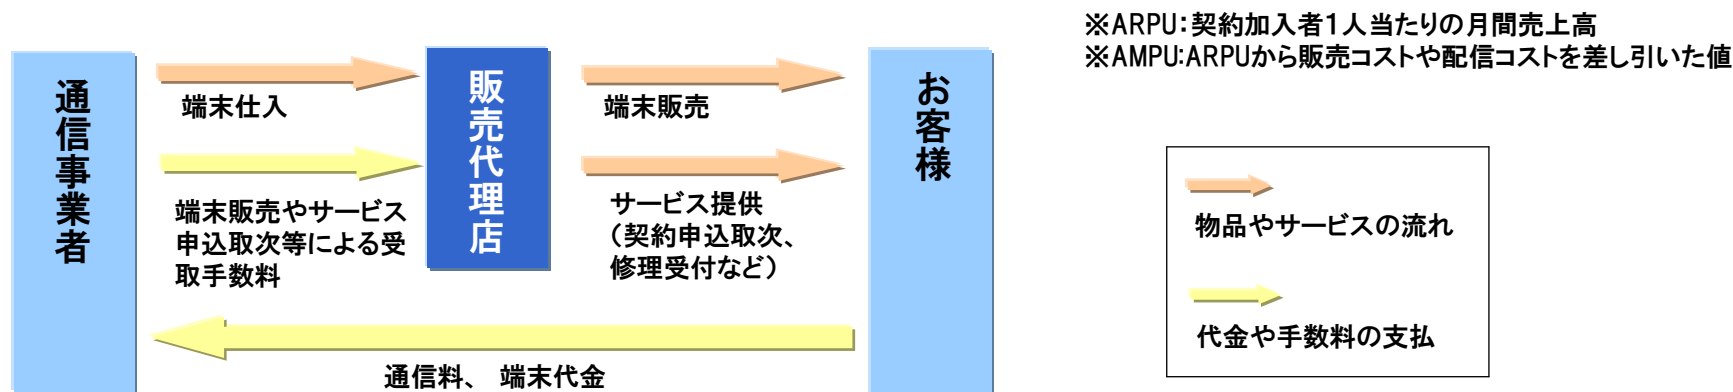 ※ARPU：契約加入者1人当たりの月間売上高
※AMPU:ARPUから販売コストや配信コストを差し引いた値
通信事業者
端末仕入
端末販売やサービス
申込取次等による受
取手数料
販売代理店
端末販売
サービス提供
（契約申込取次、
修理受付など）
お客様
通信料、 端末代金
物品やサービスの流れ
代金や手数料の支払